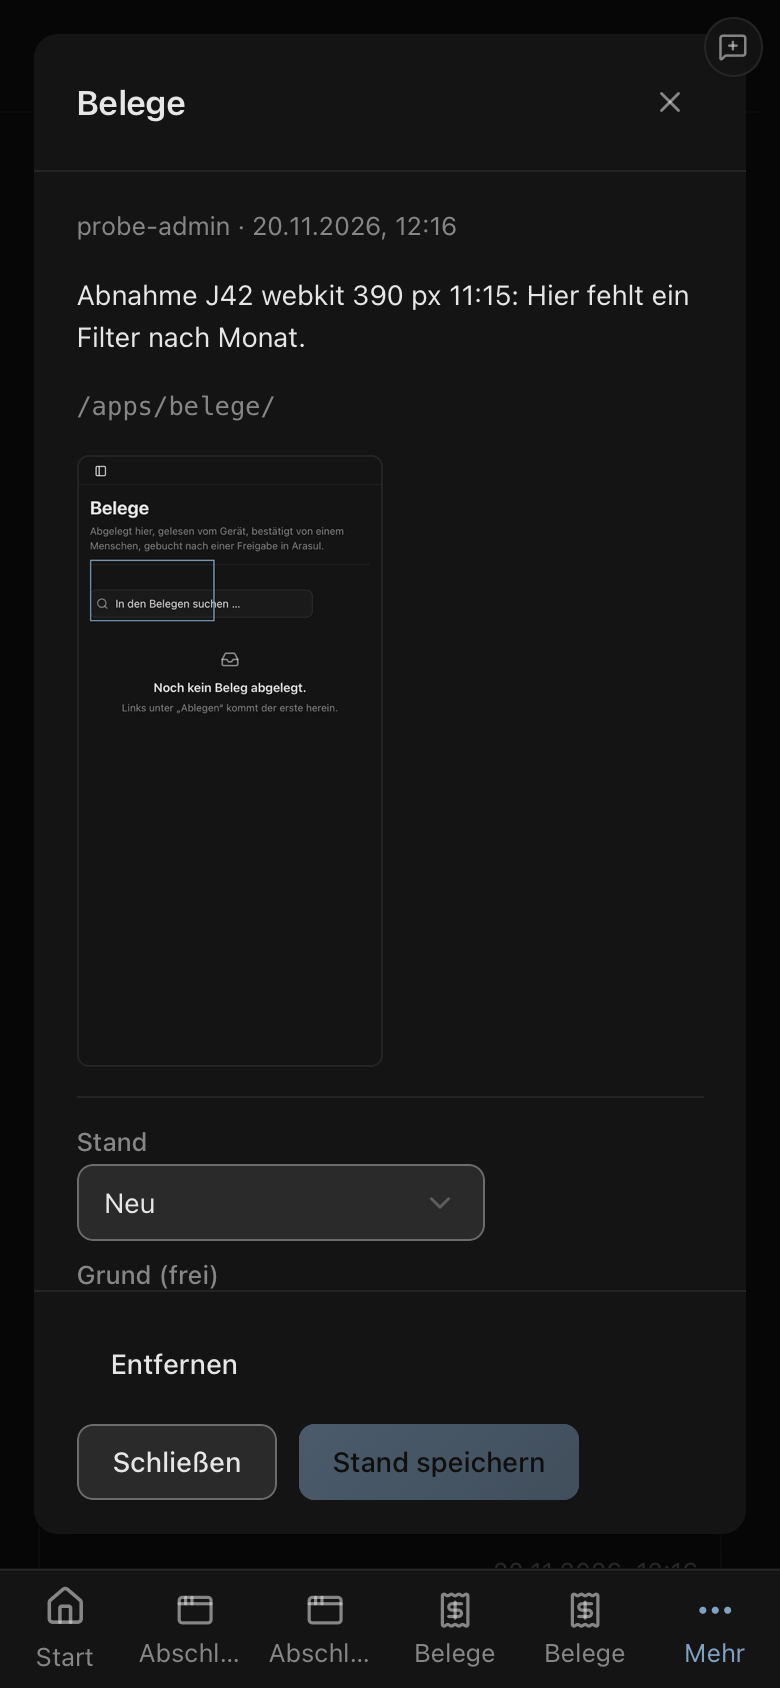 Belege
probe-admin · 20.11.2026, 12:16
Abnahme J42 webkit 390 px 11:15: Hier fehlt ein
Filter nach Monat.
/apps/belege/
Belege
Abgelegt hier, gelesen vom Gerät, bestätigt von einem
Menschen, gebucht nach einer Freigabe in Arasul.
In den Belegen suchen ...
Noch kein Beleg abgelegt.
Links unter „Ablegen“ kommt der erste herein.
Stand
Neu
Grund (frei)
Entfernen
Schließen
Stand speichern
Start
Abschl...
Abschl...
Belege
Belege
Mehr